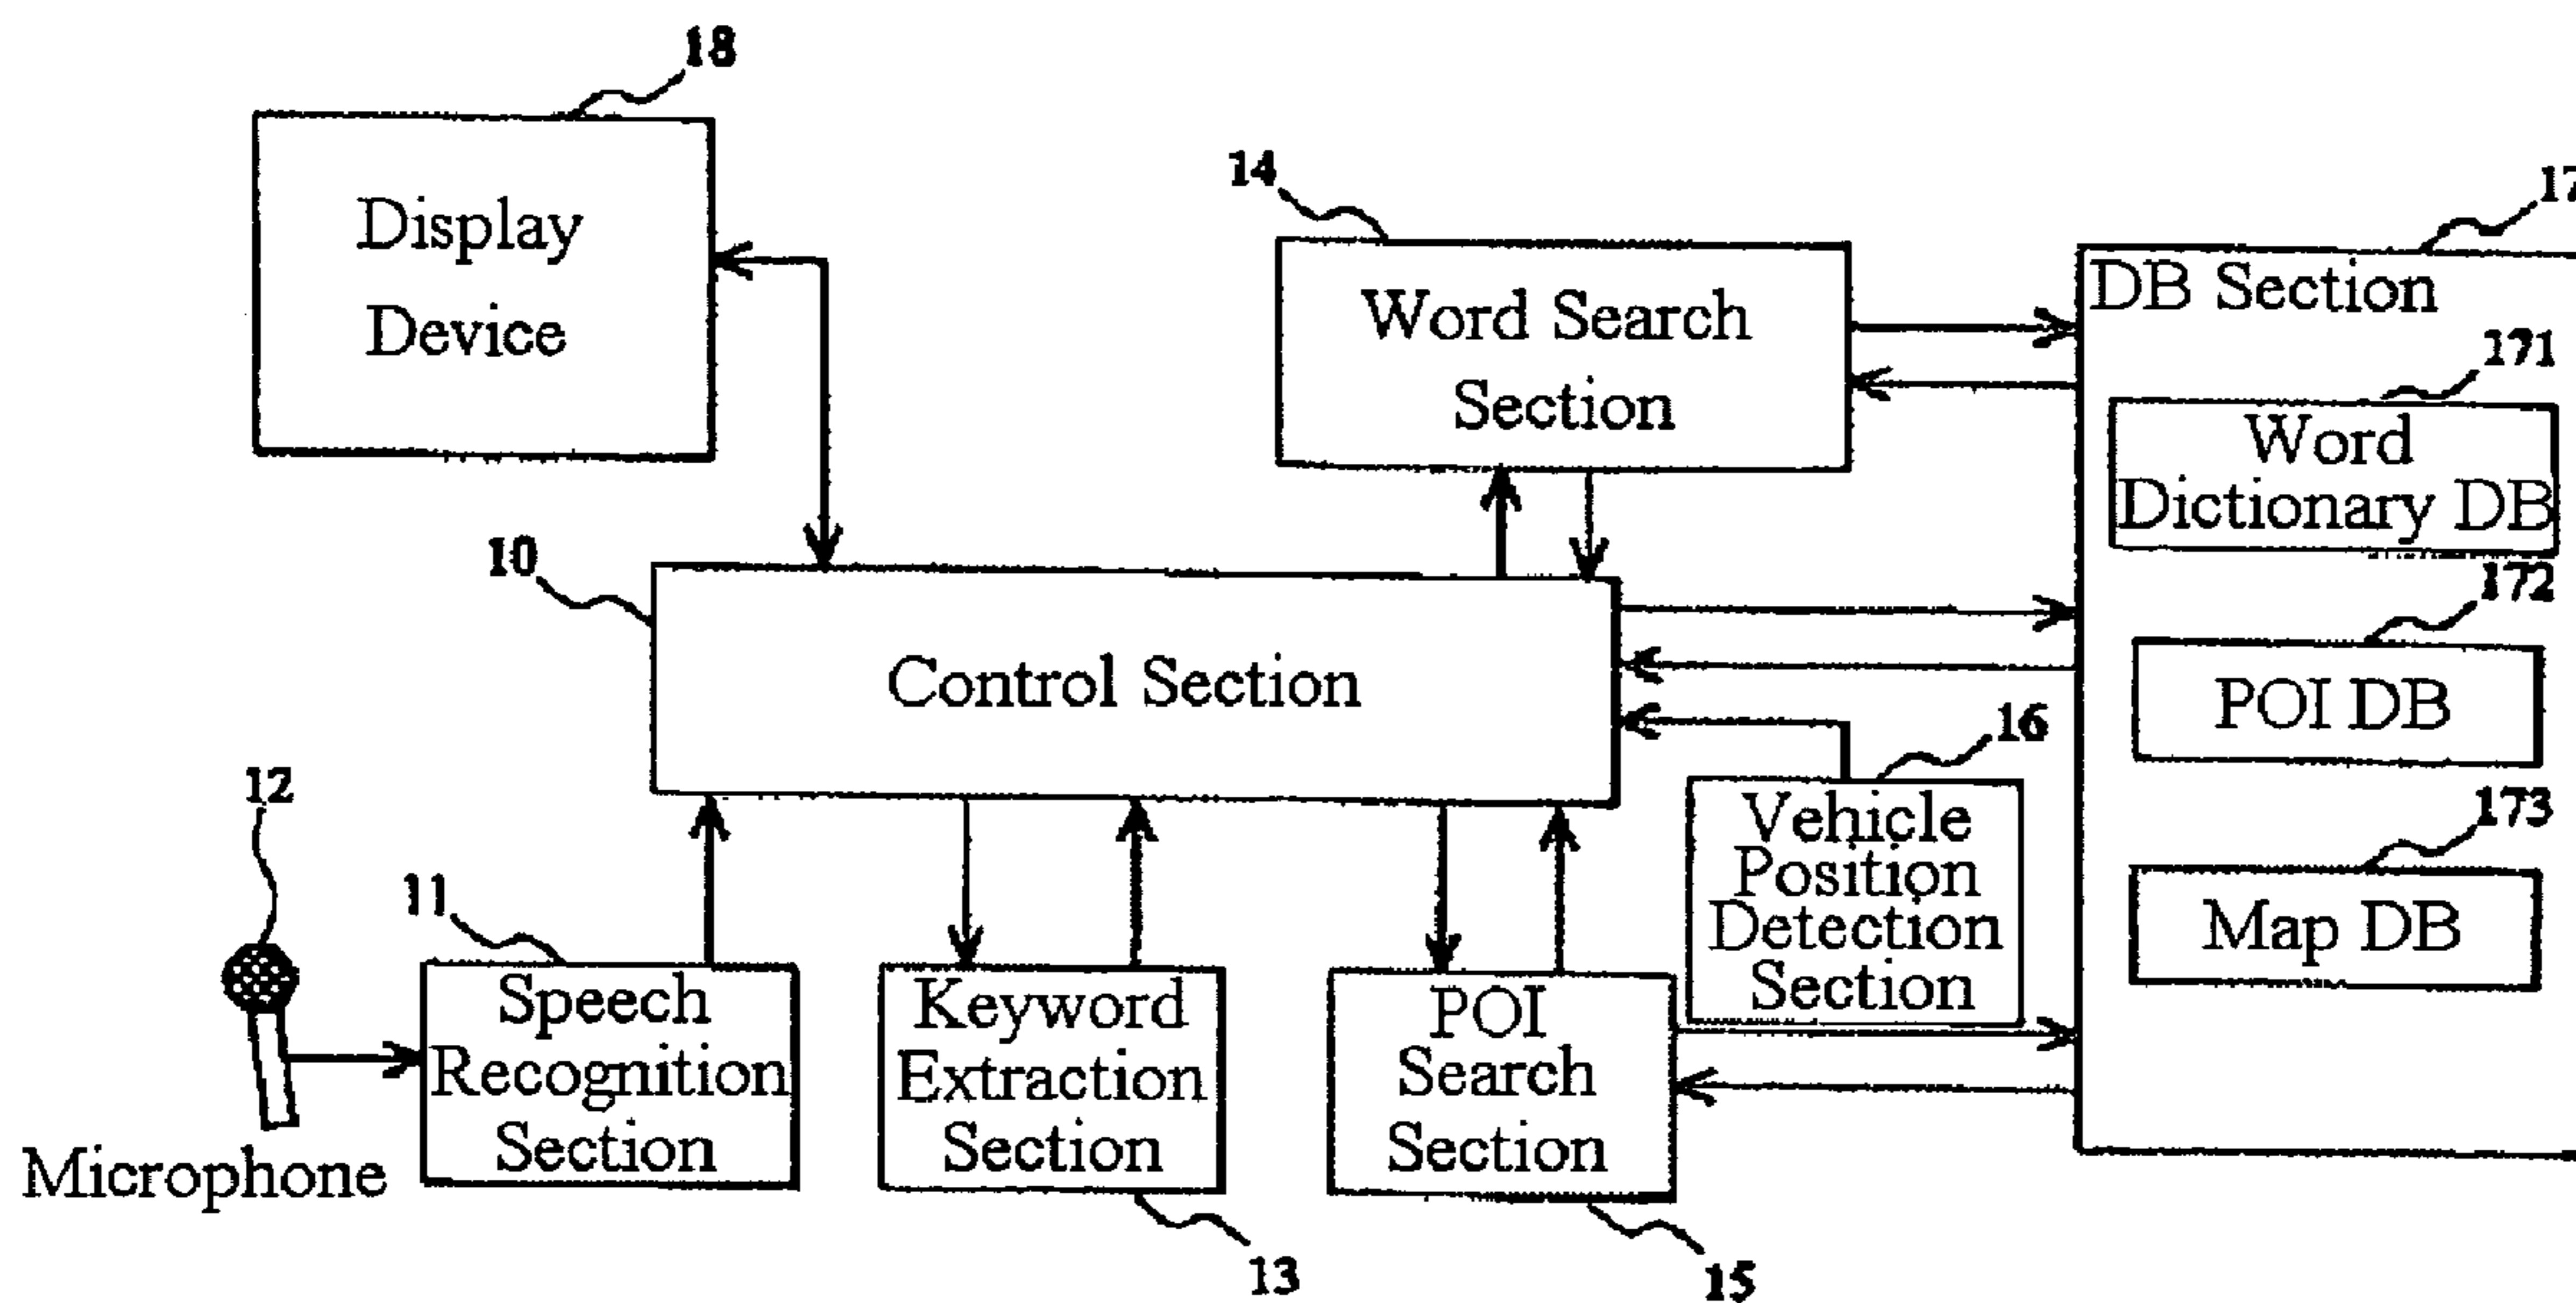 18
Display
Device
14
Word Search
Section
17
DB Section
171
Word
Dictionary DB
172
POI DB
173
Map DB
10
Control Section
16
Vehicle
Position
Detection
Section
12
Microphone
11
Speech
Recognition
Section
Keyword
Extraction
Section
13
POI
Search
Section
15